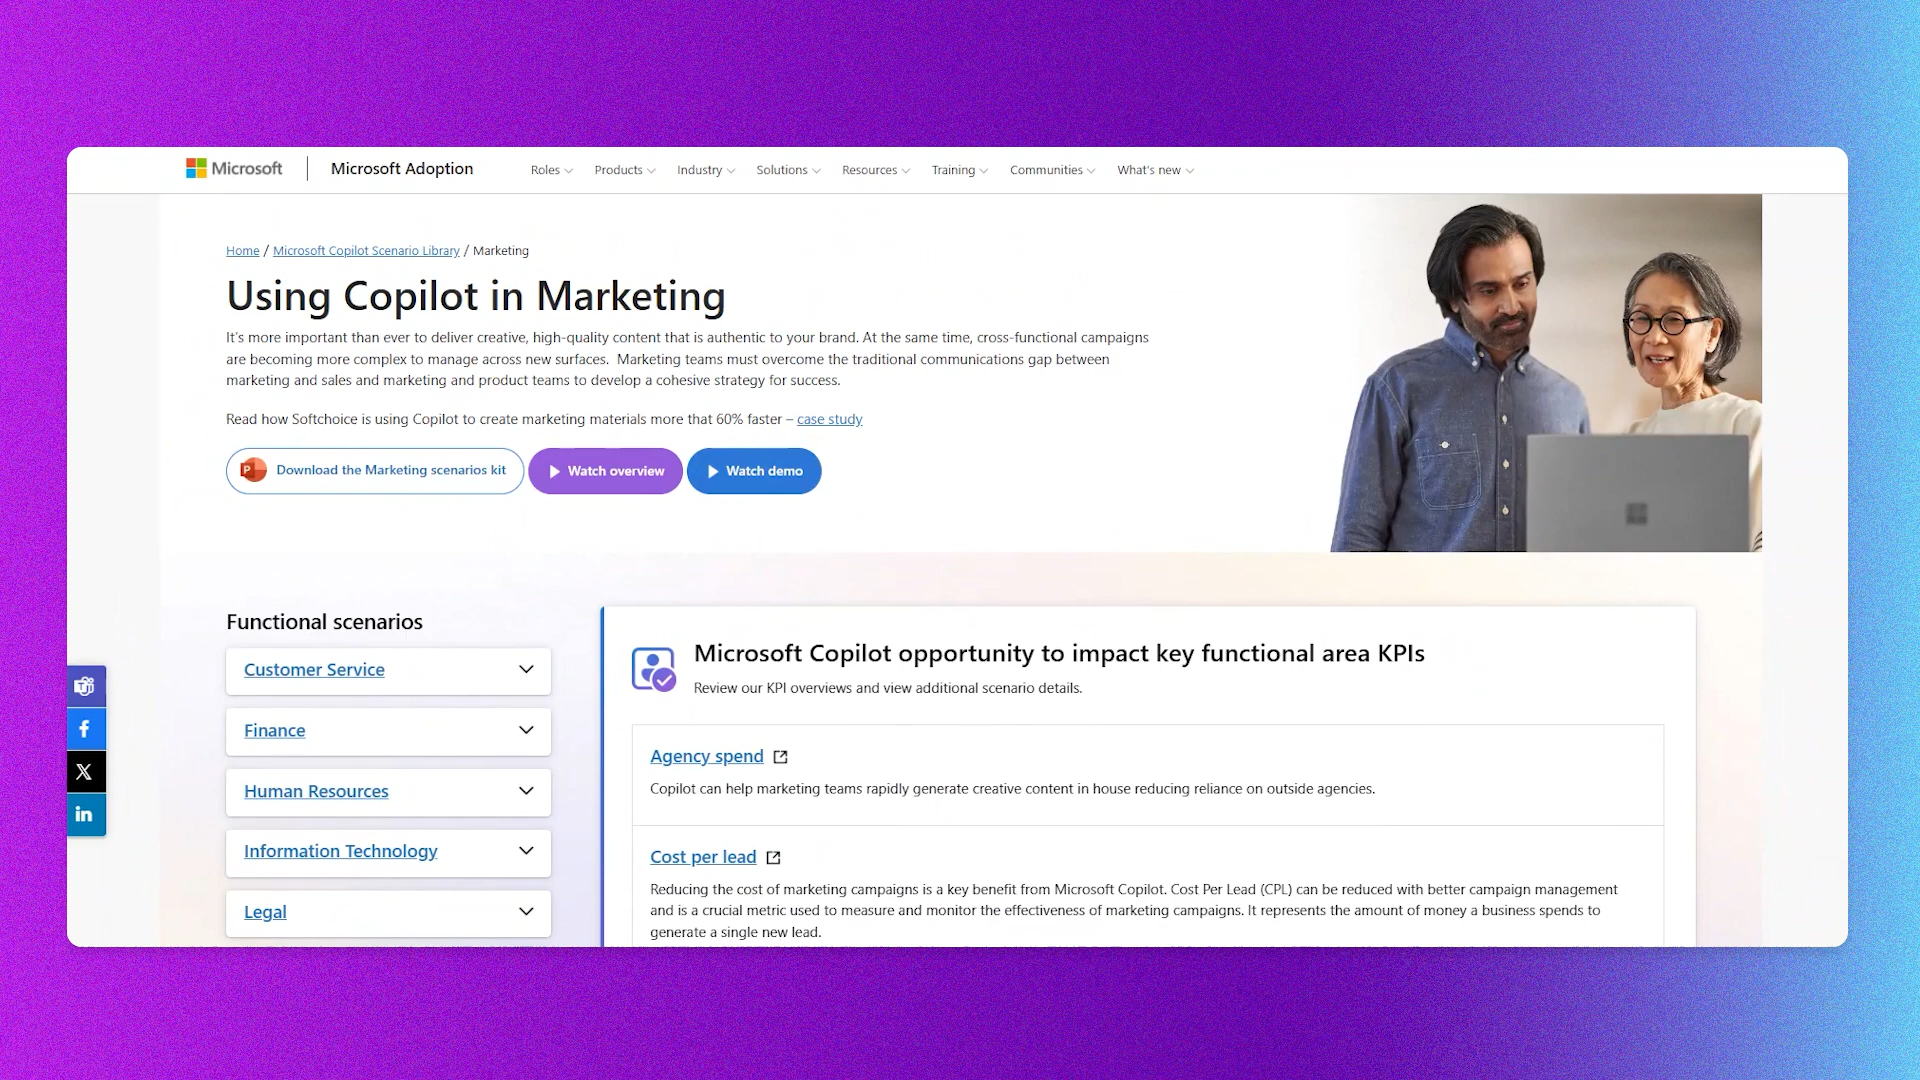 Microsoft
Microsoft Adoption
Roles
Products
Industry
Solutions
Resources
Training
Communities
What's new
Home / Microsoft Copilot Scenario Library / Marketing
Using Copilot in Marketing
It's more important than ever to deliver creative, high-quality content that is authentic to your brand. At the same time, cross-functional campaigns
are becoming more complex to manage across new surfaces.  Marketing teams must overcome the traditional communications gap between
marketing and sales and marketing and product teams to develop a cohesive strategy for success.
Read how Softchoice is using Copilot to create marketing materials more that 60% faster – case study
Download the Marketing scenarios kit
Watch overview
Watch demo
Functional scenarios
Customer Service
Finance
Human Resources
Information Technology
Legal
Microsoft Copilot opportunity to impact key functional area KPIs
Review our KPI overviews and view additional scenario details.
Agency spend
Copilot can help marketing teams rapidly generate creative content in house reducing reliance on outside agencies.
Cost per lead
Reducing the cost of marketing campaigns is a key benefit from Microsoft Copilot. Cost Per Lead (CPL) can be reduced with better campaign management
and is a crucial metric used to measure and monitor the effectiveness of marketing campaigns. It represents the amount of money a business spends to
generate a single new lead.